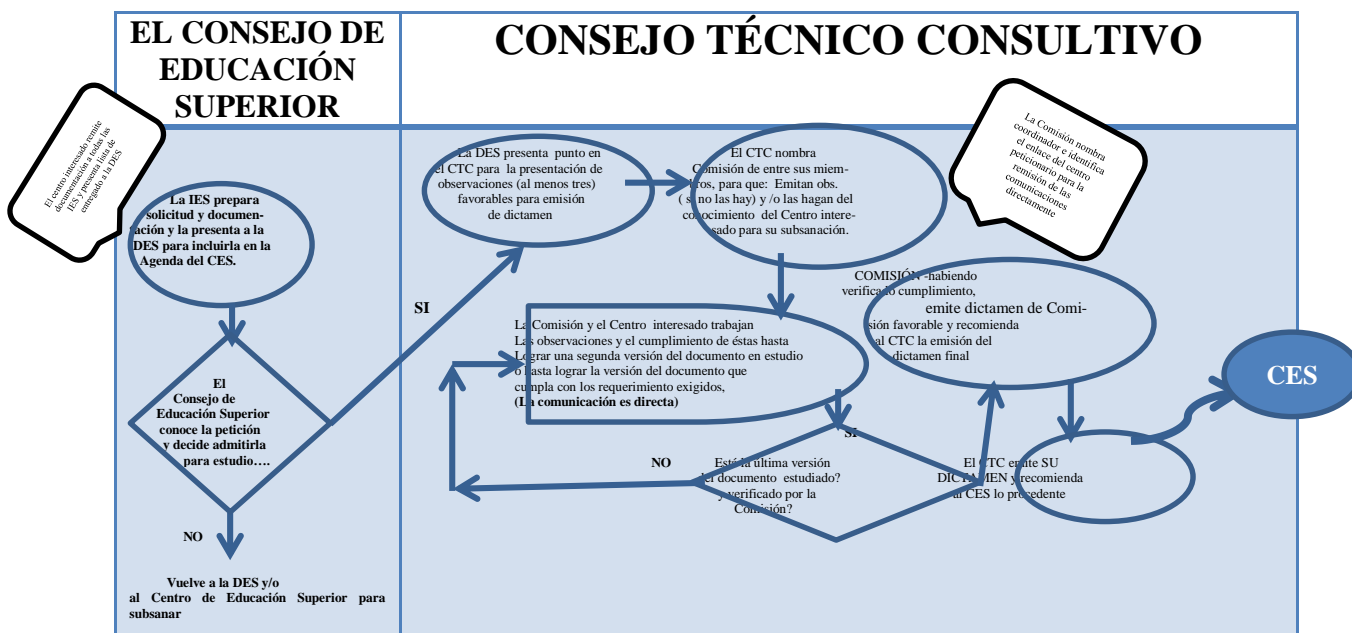 EL CONSEJO DE
EDUCACIÓN
SUPERIOR
CONSEJO TÉCNICO CONSULTIVO
El centro interesado remite
documentación a todas las
IES y presenta lista de
entregado a la DES
La IES prepara
solicitud y documen-
tación y la presenta a la
DES para incluirla en la
Agenda del CES.
El
Consejo de
Educación Superior
conoce la petición
y decide admitirla
para estudio….
NO
Vuelve a la DES y/o
al Centro de Educación Superior para
subsanar
SI
La DES presenta punto en
el CTC para la presentación de
observaciones (al menos tres)
favorables para emisión
de dictamen
El CTC nombra
Comisión de entre sus miem-
bros, para que: Emitan obs.
( si no las hay) y /o las hagan del
conocimiento del Centro intere-
sado para su subsanación.
La Comisión nombra
coordinador e identifica
el enlace del centro
peticionario para la
remisión de las
comunicaciones
directamente
La Comisión y el Centro interesado trabajan
Las observaciones y el cumplimiento de éstas hasta
Lograr una segunda versión del documento en estudio
o hasta lograr la versión del documento que
cumpla con los requerimiento exigidos,
(La comunicación es directa)
COMISIÓN -habiendo
verificado cumplimiento,
emite dictamen de Comi-
sión favorable y recomienda
al CTC la emisión del
dictamen final
CES
SI
NO
Está la última versión
del documento estudiado?
y verificado por la
Comisión?
El CTC emite SU
DICTAMEN y recomienda
al CES lo procedente